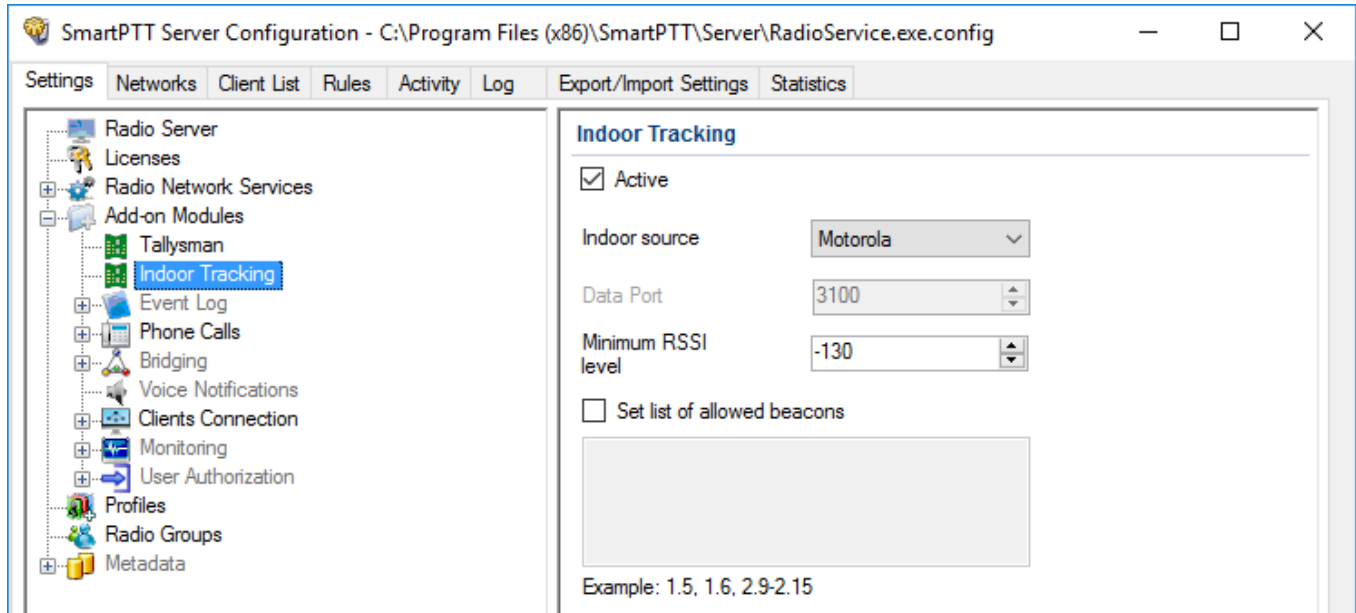 SmartPTT Server Configuration - C:\Program Files (x86)\SmartPTT\Server\RadioService.exe.config
Settings Networks Client List Rules Activity Log Export/Import Settings Statistics
Radio Server
Licenses
Radio Network Services
Add-on Modules
Tallysman
Indoor Tracking
Event Log
Phone Calls
Bridging
Voice Notifications
Clients Connection
Monitoring
User Authorization
Profiles
Radio Groups
Metadata
Indoor Tracking
Active
Indoor source Motorola
Data Port 3100
Minimum RSSI
level -130
Set list of allowed beacons
Example: 1.5, 1.6, 2.9-2.15